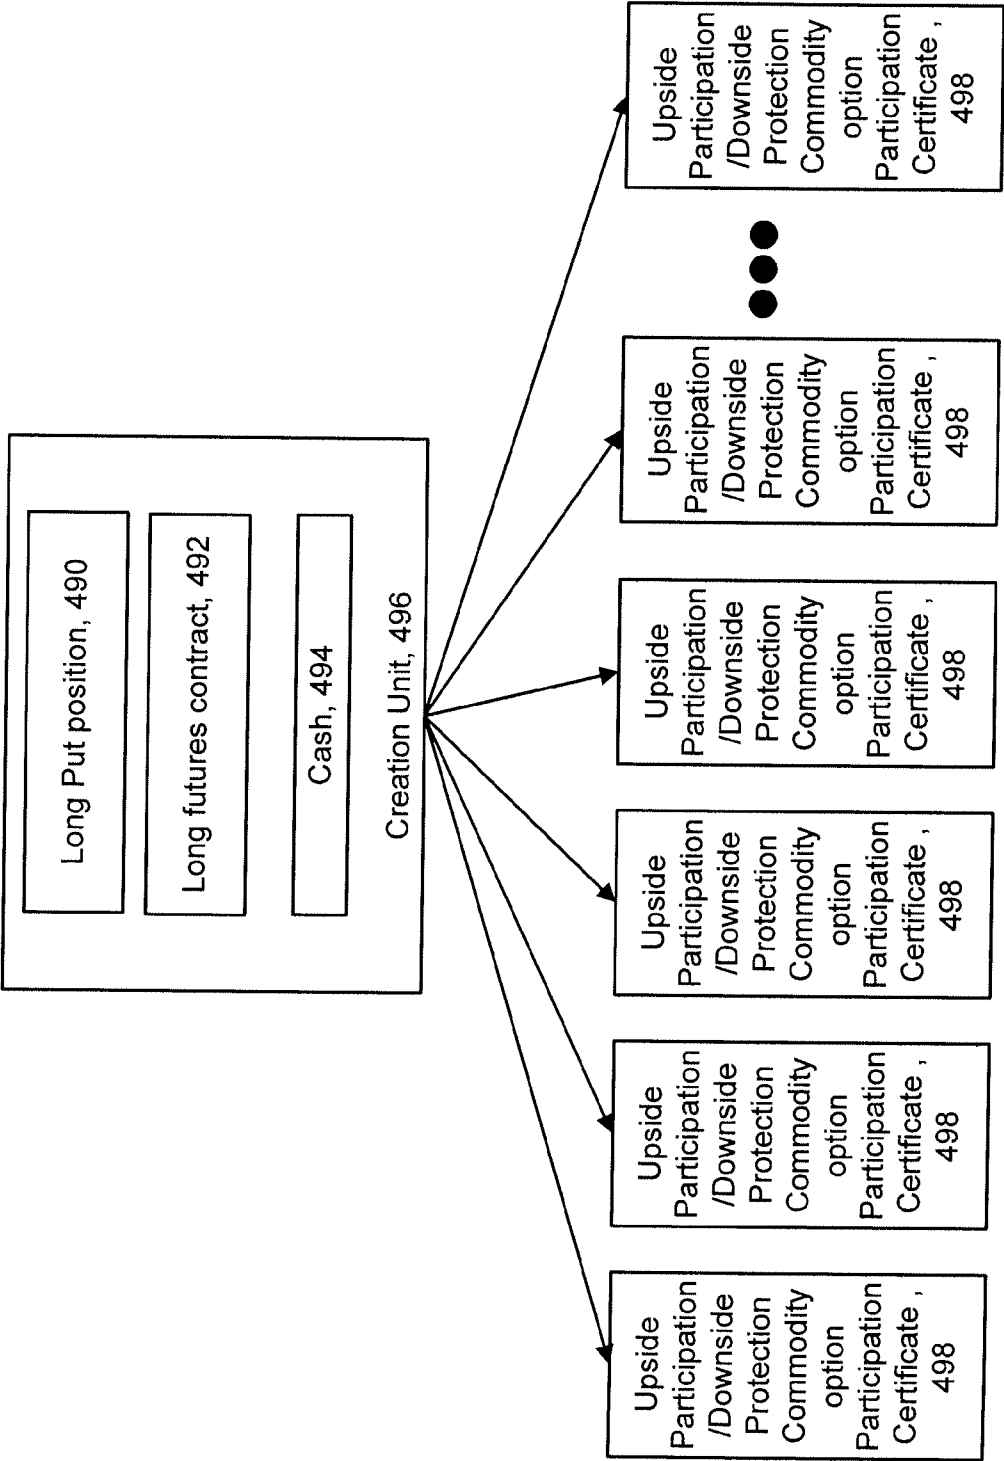 Long Put position, 490
Long futures contract, 492
Cash, 494
Creation Unit, 496
Upside
Participation
/Downside
Protection
Commodity
option
Participation
Certificate ,
498
Upside
Participation
/Downside
Protection
Commodity
option
Participation
Certificate ,
498
Upside
Participation
/Downside
Protection
Commodity
option
Participation
Certificate ,
498
Upside
Participation
/Downside
Protection
Commodity
option
Participation
Certificate ,
498
Upside
Participation
/Downside
Protection
Commodity
option
Participation
Certificate ,
498
Upside
Participation
/Downside
Protection
Commodity
option
Participation
Certificate ,
498